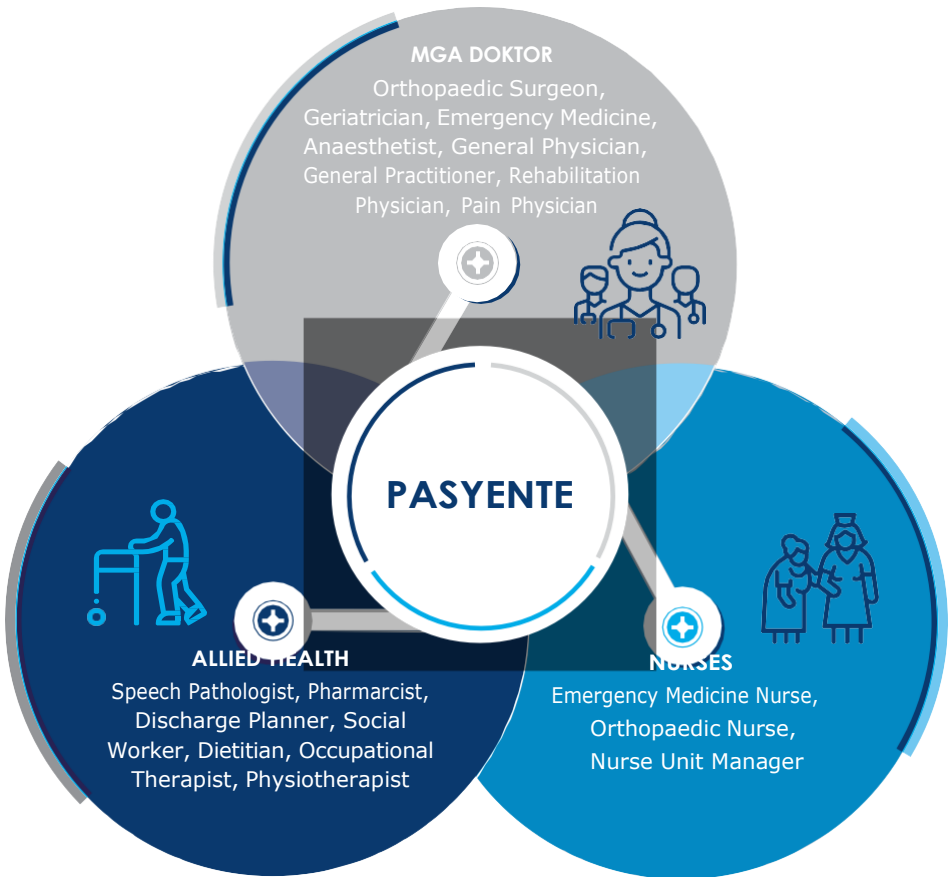 MGA DOKTOR
Orthopaedic Surgeon,
Geriatrician, Emergency Medicine,
Anaesthetist, General Physician,
General Practitioner, Rehabilitation
Physician, Pain Physician
PASYENTE
ALLIED HEALTH
Speech Pathologist, Pharmarcist,
Discharge Planner, Social
Worker, Dietitian, Occupational
Therapist, Physiotherapist
NURSES
Emergency Medicine Nurse,
Orthopaedic Nurse,
Nurse Unit Manager